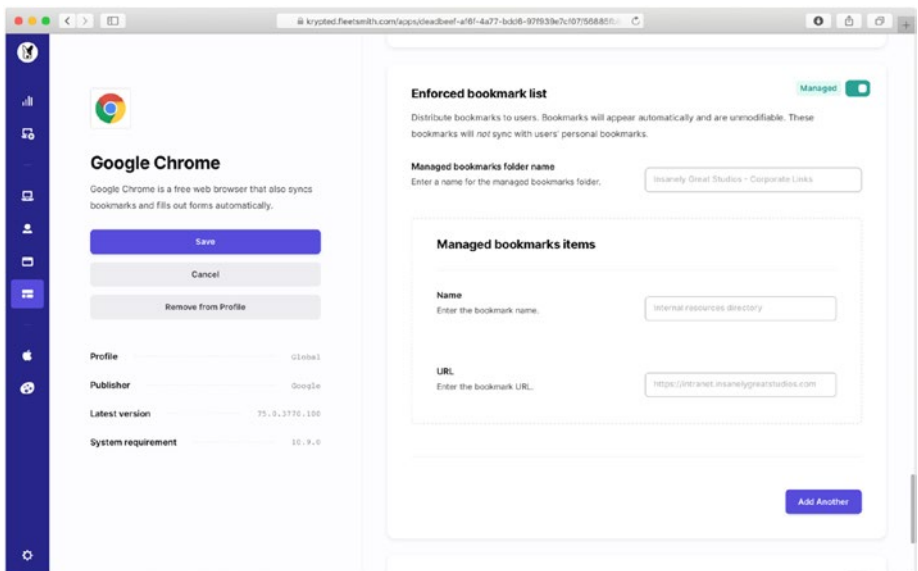 krypted.fleetsmith.com/apps/deadbeef-af6f-4a77-bdd6-97f939e7cf07/
Google Chrome
Google Chrome is a free web browser that also syncs
bookmarks and fills out forms automatically.
Save
Cancel
Remove from Profile
Profile Global
Publisher Google
Latest version 75.0.3770.100
System requirement 10.9.0
Enforced bookmark list
Managed
Distribute bookmarks to users. Bookmarks will appear automatically and are unmodifiable. These
bookmarks will not sync with users' personal bookmarks.
Managed bookmarks folder name
Enter a name for the managed bookmarks folder.
Insanely Great Studios - Corporate Links
Managed bookmarks items
Name
Enter the bookmark name.
Internal resources directory
URL
Enter the bookmark URL.
https://intranet.insanelygreatstudios.com
Add Another